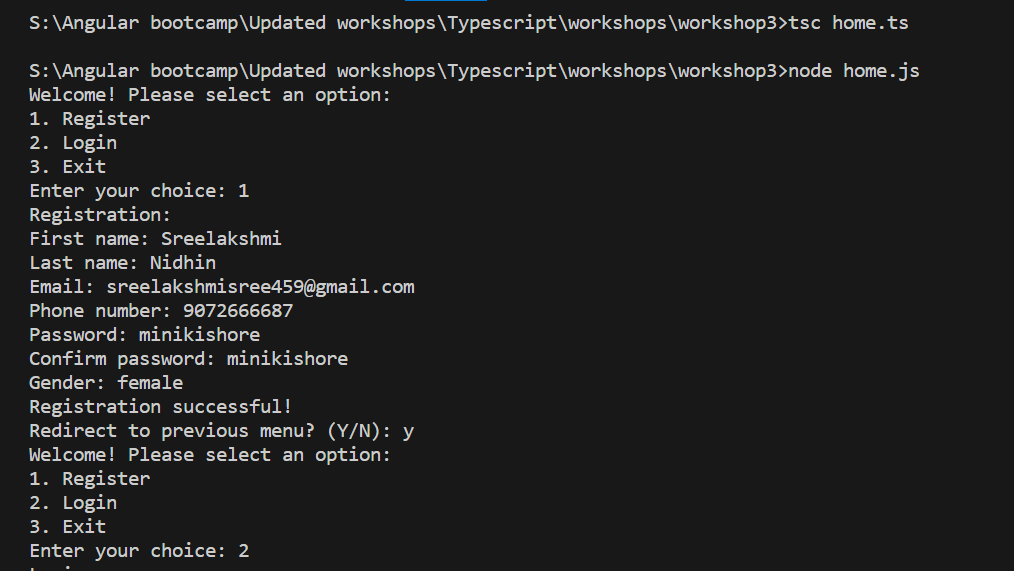 S:\Angular bootcamp\Updated workshops\Typescript\workshops\workshop3>tsc home.ts
S:\Angular bootcamp\Updated workshops\Typescript\workshops\workshop3>node home.js
Welcome! Please select an option:
1. Register
2. Login
3. Exit
Enter your choice: 1
Registration:
First name: Sreelakshmi
Last name: Nidhin
Email: sreelakshmisree459@gmail.com
Phone number: 9072666687
Password: minikishore
Confirm password: minikishore
Gender: female
Registration successful!
Redirect to previous menu? (Y/N): y
Welcome! Please select an option:
1. Register
2. Login
3. Exit
Enter your choice: 2